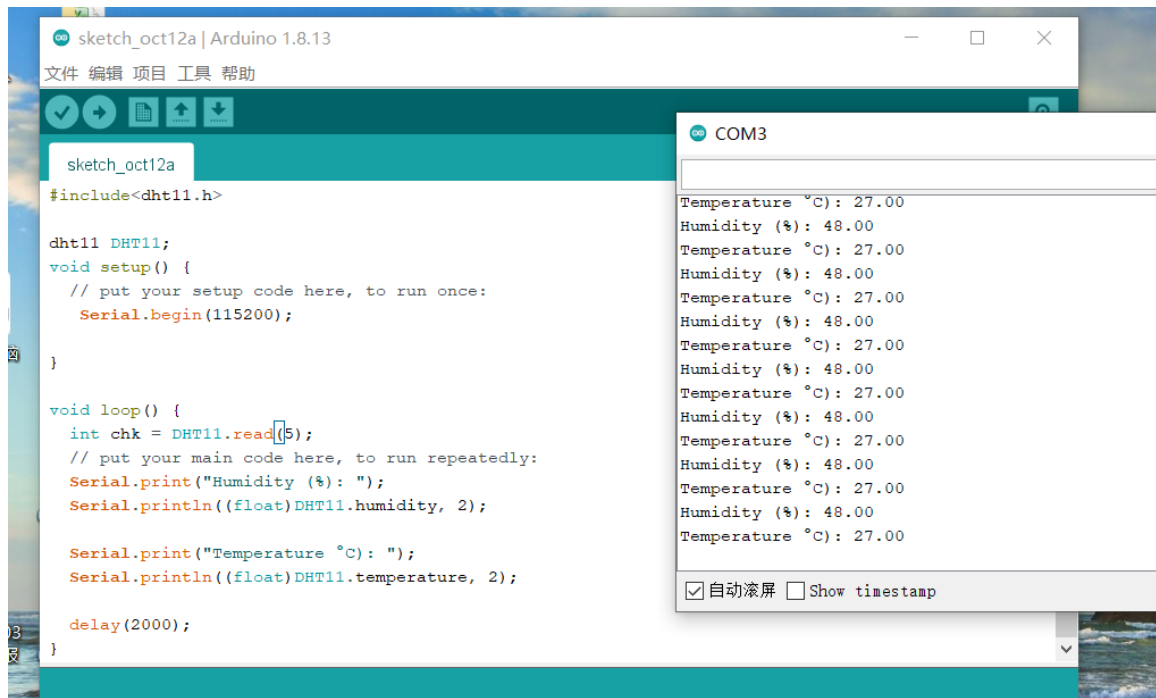 sketch_oct12a | Arduino 1.8.13
文件 编辑 项目 工具 帮助
sketch_oct12a
#include<dht11.h>
dht11 DHT11;
void setup() {
// put your setup code here, to run once:
Serial.begin(115200);
}
void loop() {
int chk = DHT11.read(5);
// put your main code here, to run repeatedly:
Serial.print("Humidity (%): ");
Serial.println((float)DHT11.humidity, 2);
Serial.print("Temperature °C): ");
Serial.println((float)DHT11.temperature, 2);
delay(2000);
}
COM3
Temperature °C): 27.00
Humidity (%): 48.00
Temperature °C): 27.00
Humidity (%): 48.00
Temperature °C): 27.00
Humidity (%): 48.00
Temperature °C): 27.00
Humidity (%): 48.00
Temperature °C): 27.00
Humidity (%): 48.00
Temperature °C): 27.00
Humidity (%): 48.00
Temperature °C): 27.00
Humidity (%): 48.00
Temperature °C): 27.00
自动滚屏 Show timestamp